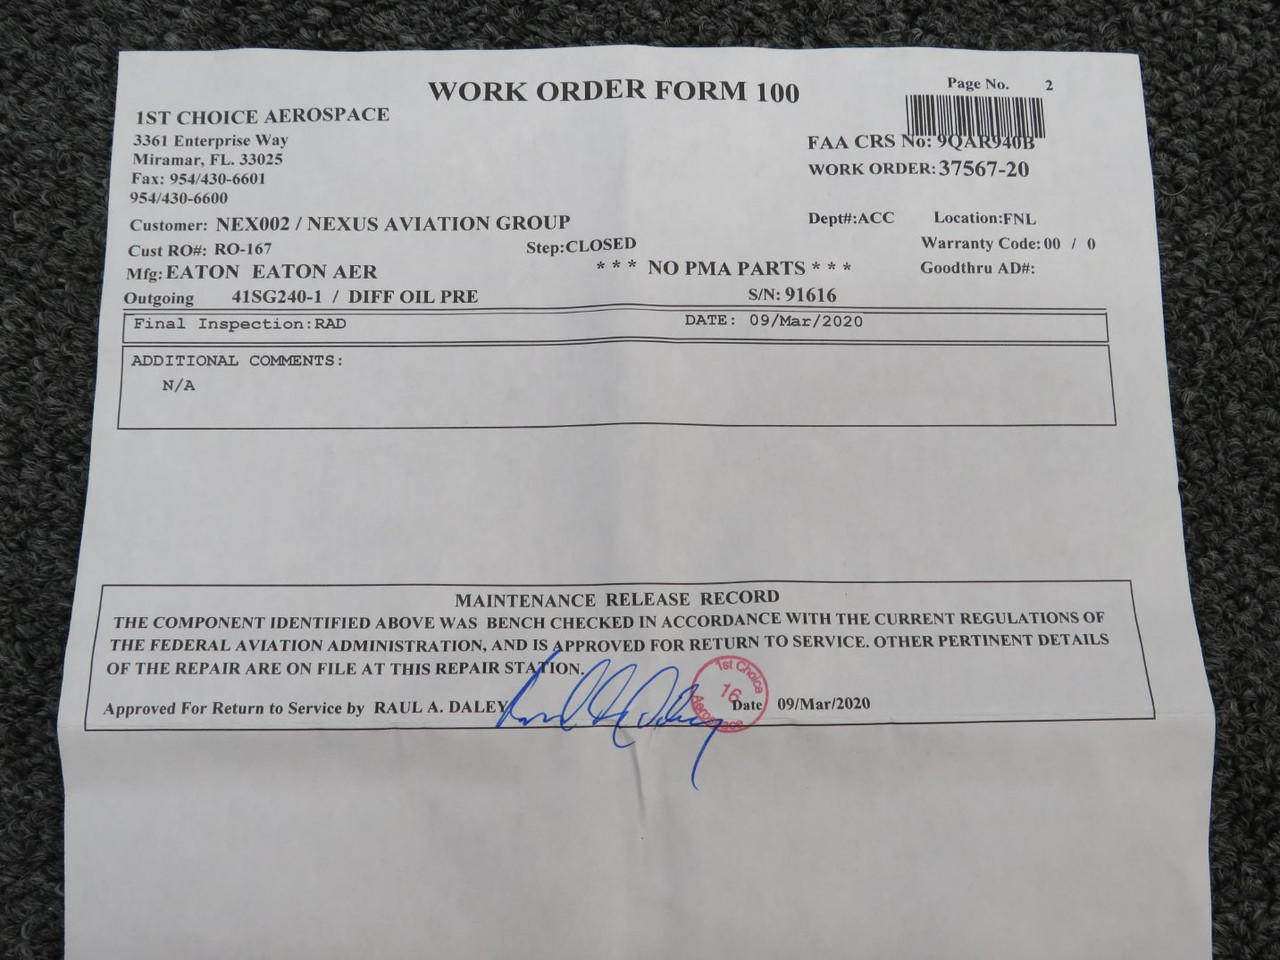 WORK ORDER FORM 100
Page No. 2
1ST CHOICE AEROSPACE
3361 Enterprise Way
Miramar, FL. 33025
Fax: 954/430-6601
954/430-6600
FAA CRS No: 9QAR940B
WORK ORDER: 37567-20
Customer: NEX002 / NEXUS AVIATION GROUP
Dept#:ACC Location:FNL
Cust RO#: RO-167 Step:CLOSED Warranty Code: 00 / 0
Mfg: EATON EATON AER * * * NO PMA PARTS * * * Goodthru AD#:
Outgoing 41SG240-1 / DIFF OIL PRE S/N: 91616
Final Inspection:RAD DATE: 09/Mar/2020
ADDITIONAL COMMENTS:
N/A
MAINTENANCE RELEASE RECORD
THE COMPONENT IDENTIFIED ABOVE WAS BENCH CHECKED IN ACCORDANCE WITH THE CURRENT REGULATIONS OF
THE FEDERAL AVIATION ADMINISTRATION, AND IS APPROVED FOR RETURN TO SERVICE. OTHER PERTINENT DETAILS
OF THE REPAIR ARE ON FILE AT THIS REPAIR STATION.
Approved For Return to Service by RAUL A. DALEY Date 09/Mar/2020
1st Choice
16
Aerospace